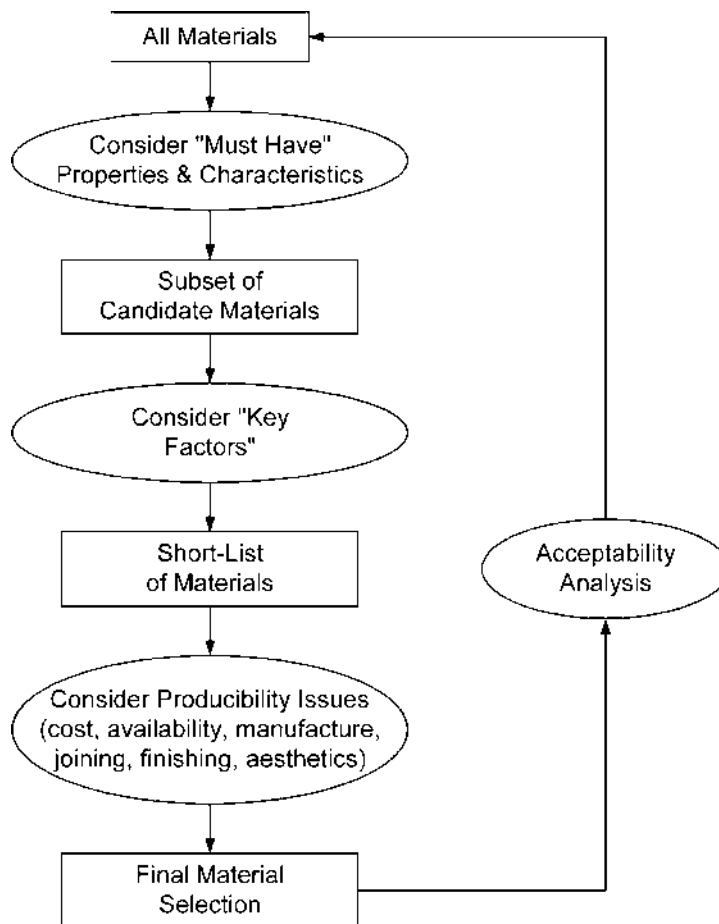 All Materials
Consider "Must Have"
Properties & Characteristics
Subset of
Candidate Materials
Consider "Key
Factors"
Short-List
of Materials
Acceptability
Analysis
Consider Producibility Issues
(cost, availability, manufacture,
joining, finishing, aesthetics)
Final Material
Selection